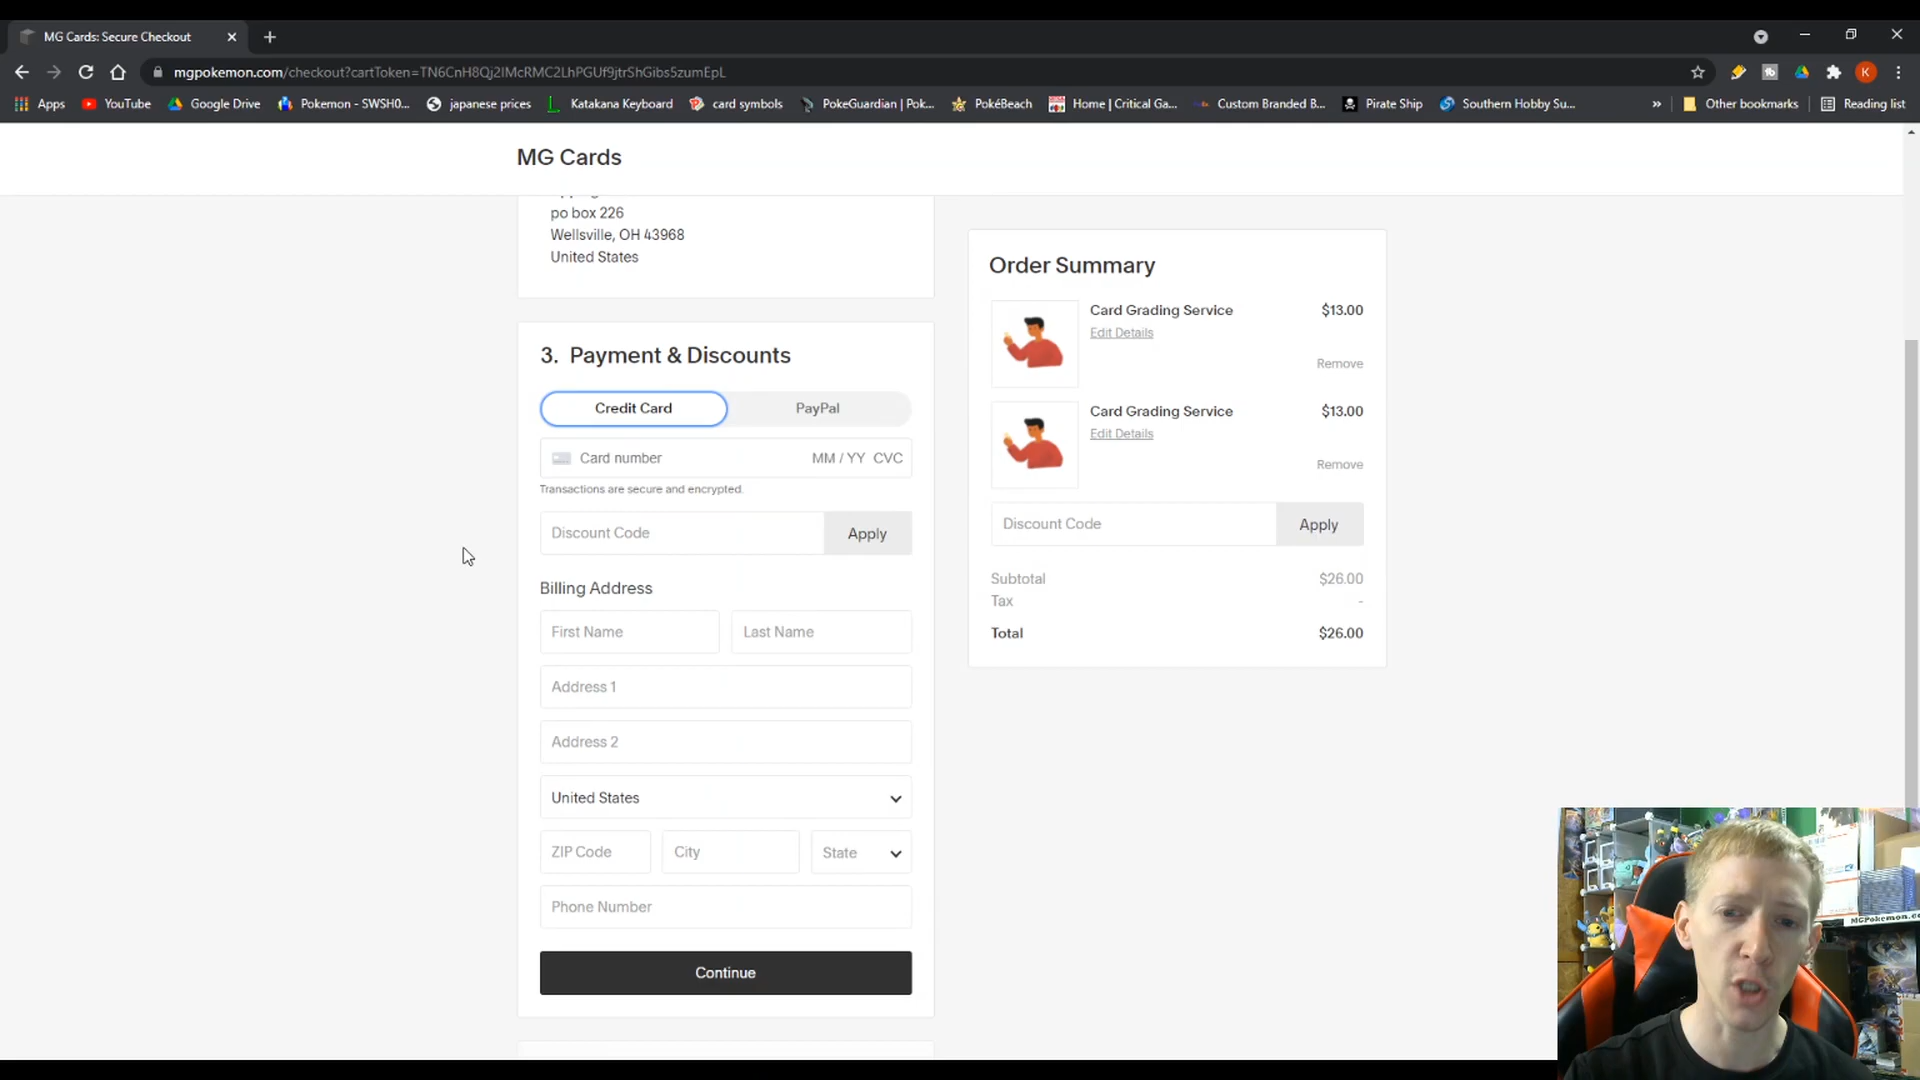 MG Cards: Secure Checkout
mgpokemon.com/checkout?cartToken=TN6CnH8Qj2IMcRMC2LhPGUf9jtrShGibs5zumEpL
K
Apps YouTube Google Drive Pokemon - SWSH0... japanese prices Katakana Keyboard card symbols PokeGuardian | Pok... PokéBeach Home | Critical Ga... Custom Branded B... Pirate Ship Southern Hobby Su... » Other bookmarks Reading list
MG Cards
po box 226
Wellsville, OH 43968
United States
3. Payment & Discounts
Credit Card PayPal
Card number MM / YY CVC
Transactions are secure and encrypted.
Discount Code Apply
Billing Address
First Name Last Name
Address 1
Address 2
United States
ZIP Code City State
Phone Number
Continue
Order Summary
Card Grading Service $13.00
Edit Details
Remove
Card Grading Service $13.00
Edit Details
Remove
Discount Code Apply
Subtotal $26.00
Tax -
Total $26.00
MGPokemon.co